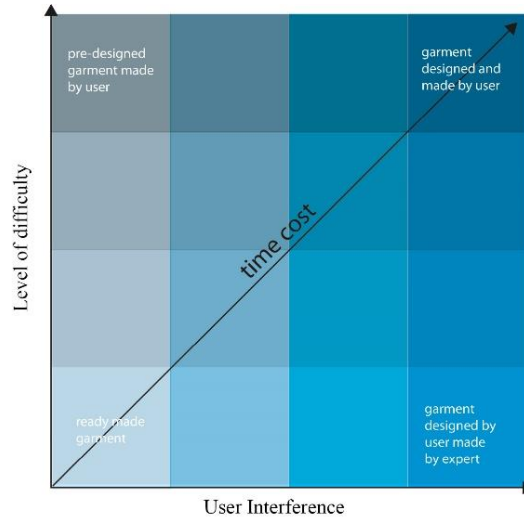 pre-designed
garment made
by user
garment
designed and
made by user
Level of difficulty
time cost
ready made
garment
garment
designed by
user made
by expert
User Interference